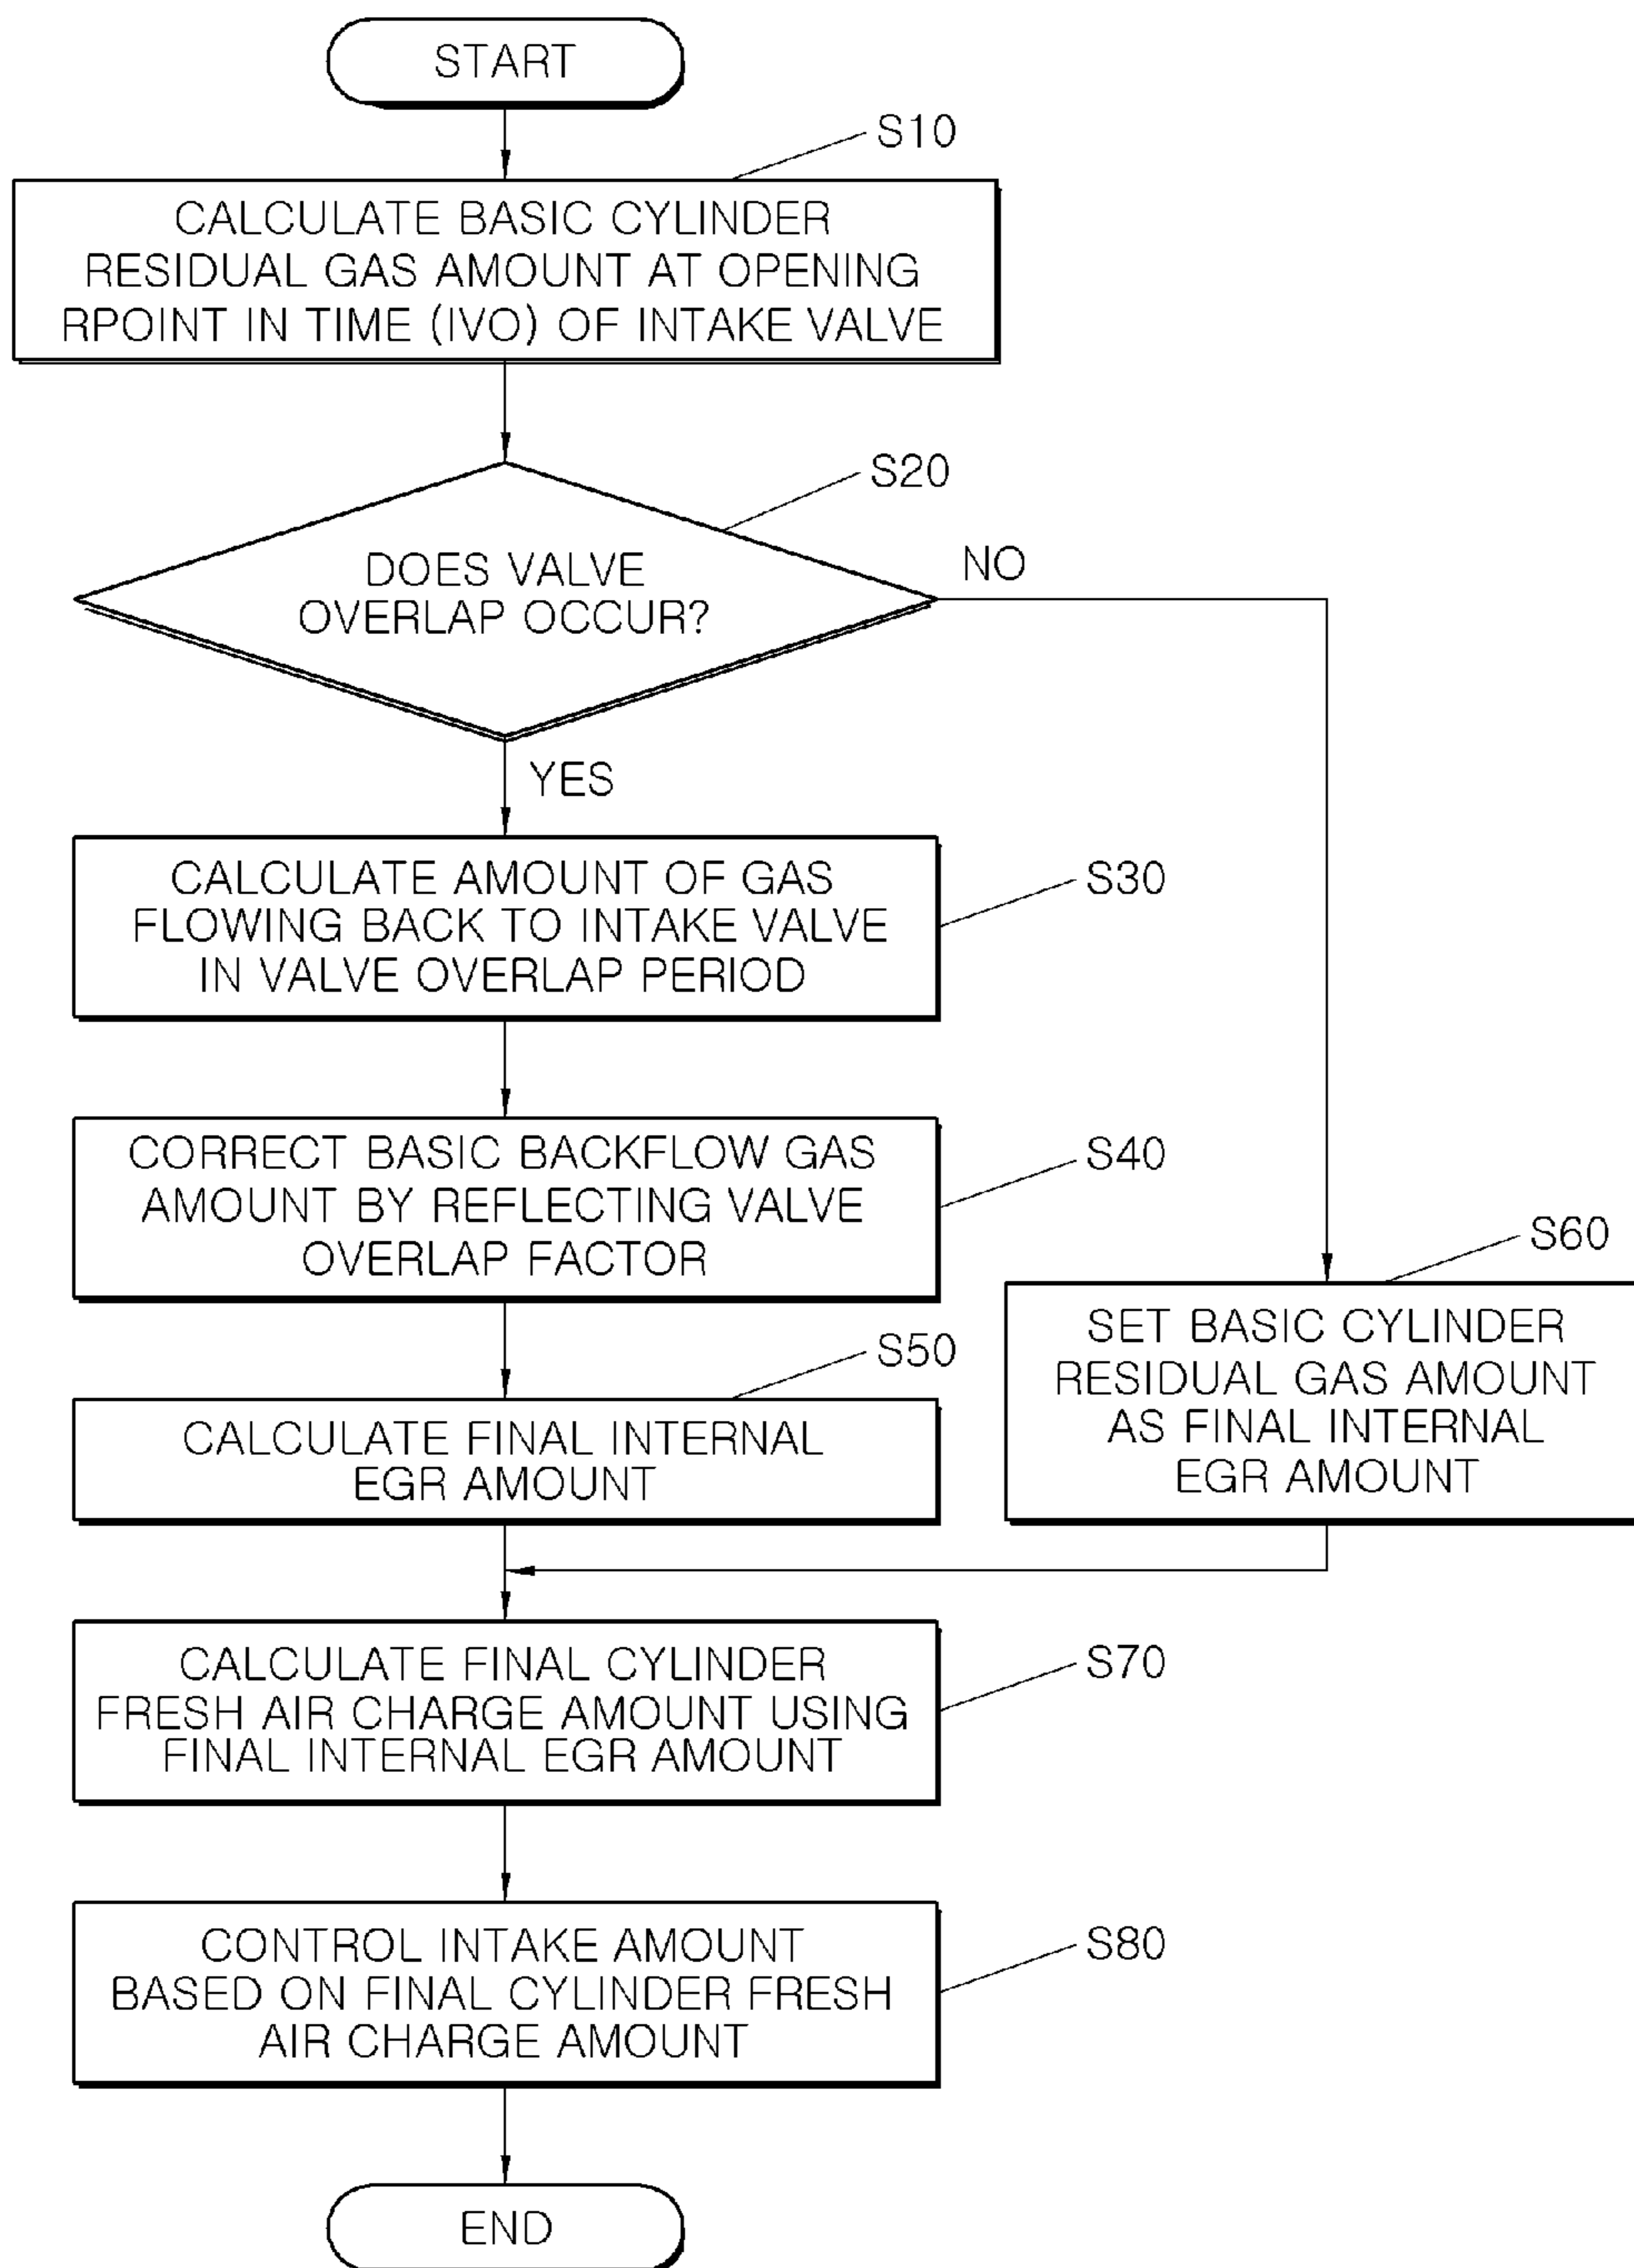 START
S10
CALCULATE BASIC CYLINDER
RESIDUAL GAS AMOUNT AT OPENING
RPOINT IN TIME (IVO) OF INTAKE VALVE
S20
DOES VALVE
OVERLAP OCCUR?
NO
YES
CALCULATE AMOUNT OF GAS
FLOWING BACK TO INTAKE VALVE
IN VALVE OVERLAP PERIOD
S30
CORRECT BASIC BACKFLOW GAS
AMOUNT BY REFLECTING VALVE
OVERLAP FACTOR
S40
S50
CALCULATE FINAL INTERNAL
EGR AMOUNT
S60
SET BASIC CYLINDER
RESIDUAL GAS AMOUNT
AS FINAL INTERNAL
EGR AMOUNT
CALCULATE FINAL CYLINDER
FRESH AIR CHARGE AMOUNT USING
FINAL INTERNAL EGR AMOUNT
S70
CONTROL INTAKE AMOUNT
BASED ON FINAL CYLINDER FRESH
AIR CHARGE AMOUNT
S80
END